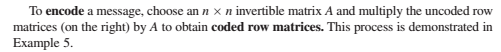 To encode a message, choose an n × n invertible matrix A and multiply the uncoded row
matrices (on the right) by A to obtain coded row matrices. This process is demonstrated in
Example 5.